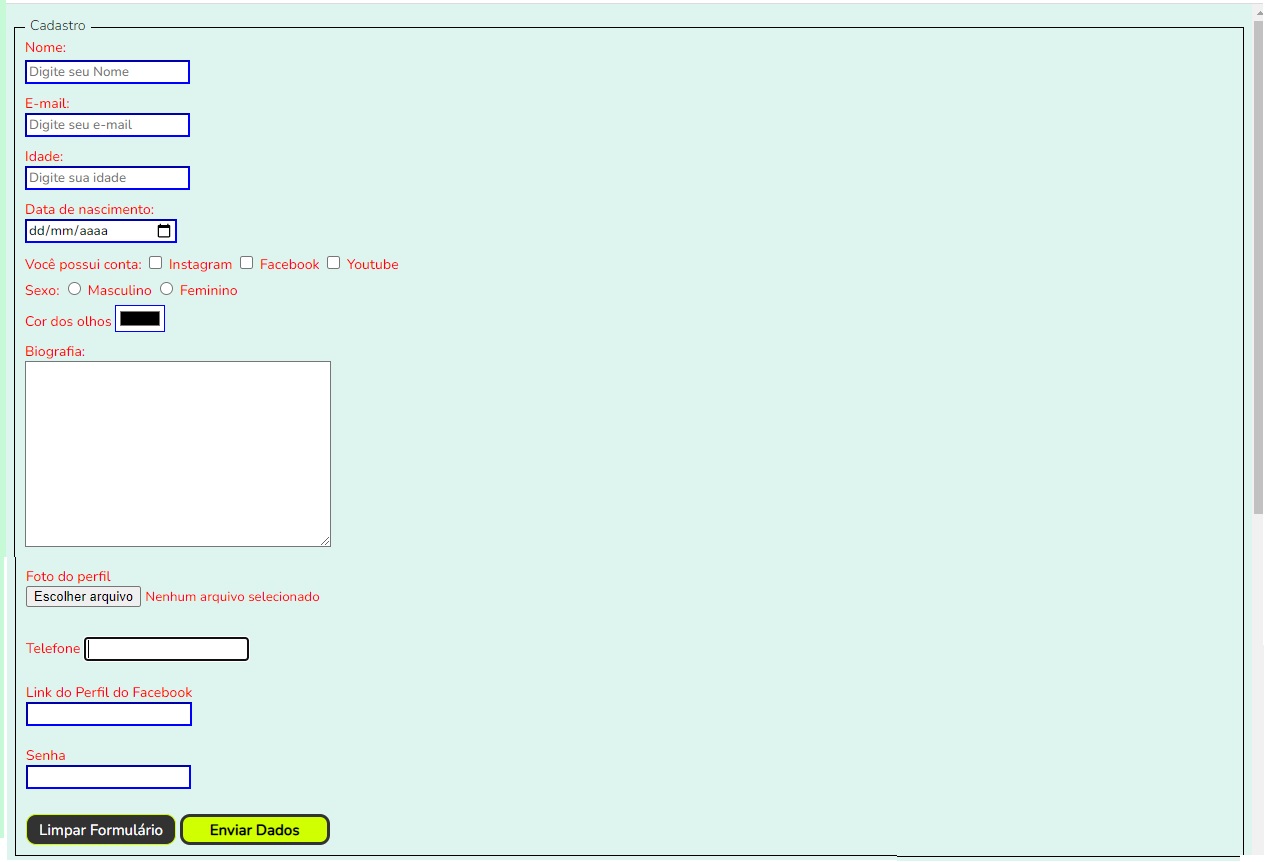 Cadastro
Nome:
Digite seu Nome
E-mail:
Digite seu e-mail
Idade:
Digite sua idade
Data de nascimento:
dd/mm/aaaa
Você possui conta: Instagram Facebook Youtube
Sexo: Masculino Feminino
Cor dos olhos
Biografia:
Foto do perfil
Escolher arquivo Nenhum arquivo selecionado
Telefone
Link do Perfil do Facebook
Senha
Limpar Formulário Enviar Dados